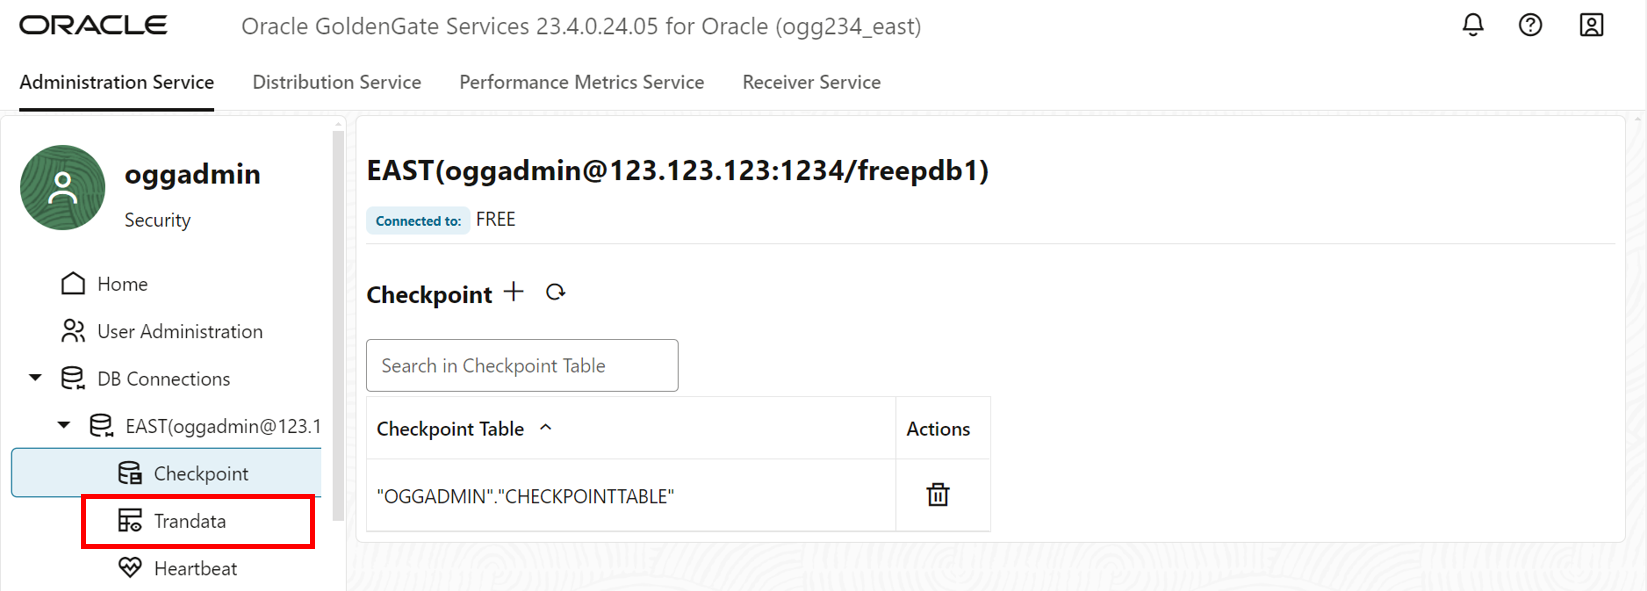 ORACLE
Oracle GoldenGate Services 23.4.0.24.05 for Oracle (ogg234_east)
Administration Service
Distribution Service
Performance Metrics Service
Receiver Service
oggadmin
Security
Home
User Administration
DB Connections
EAST(oggadmin@123.1
Checkpoint
Trandata
Heartbeat
EAST(oggadmin@123.123.123:1234/freepdb1)
Connected to: FREE
Checkpoint
Search in Checkpoint Table
Checkpoint Table Actions
"OGGADMIN"."CHECKPOINTTABLE"